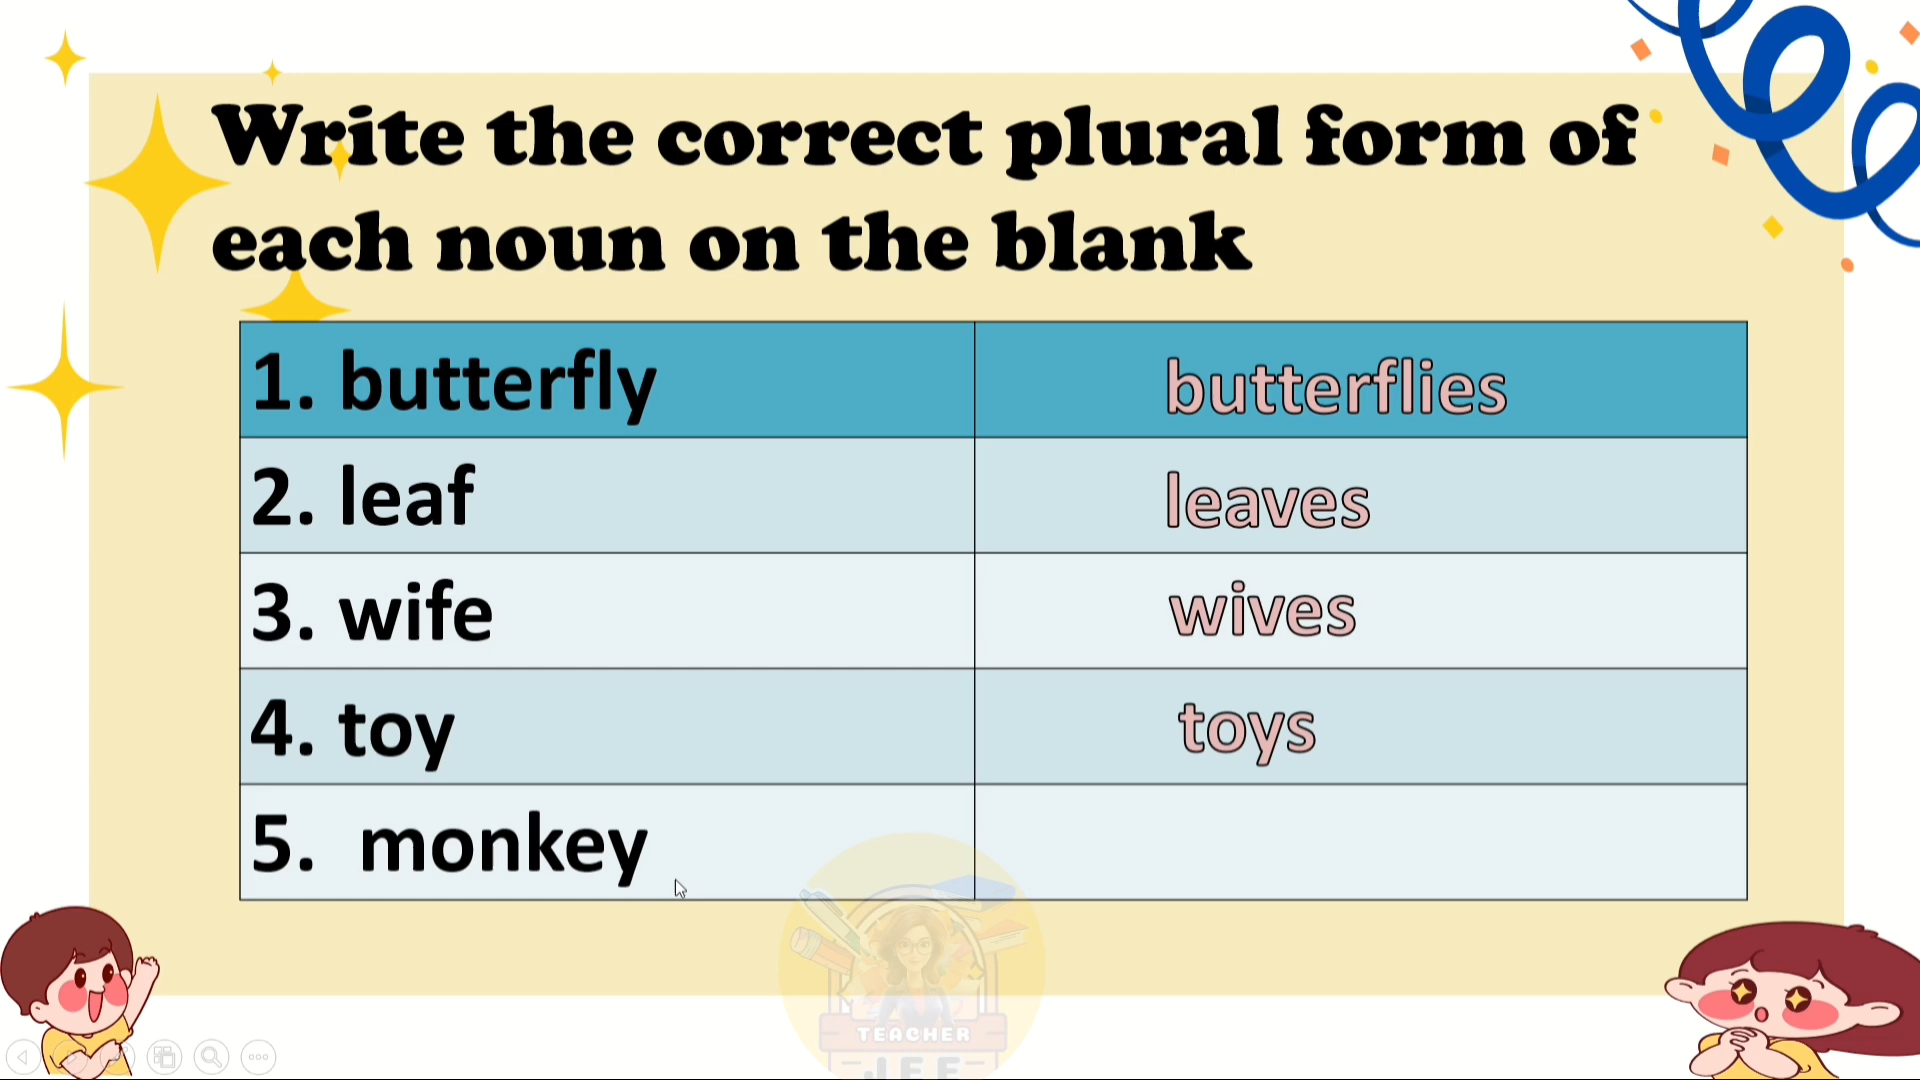 Write the correct plural form of
each noun on the blank
1. butterfly butterflies
2. leaf leaves
3. wife wives
4. toy toys
5. monkey
TEACHER
JEE